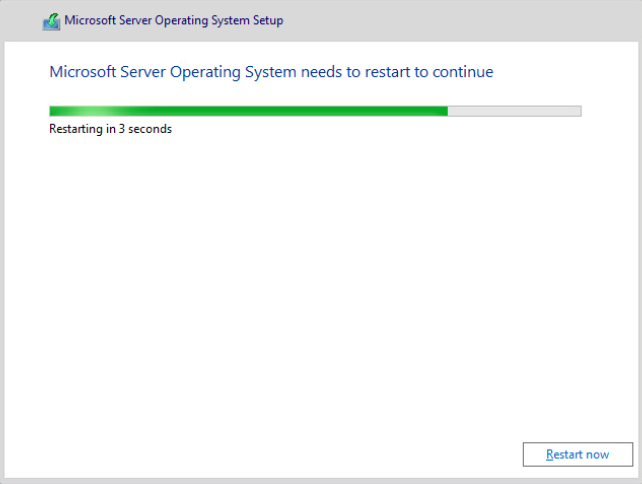 Microsoft Server Operating System Setup
Microsoft Server Operating System needs to restart to continue
Restarting in 3 seconds
Restart now